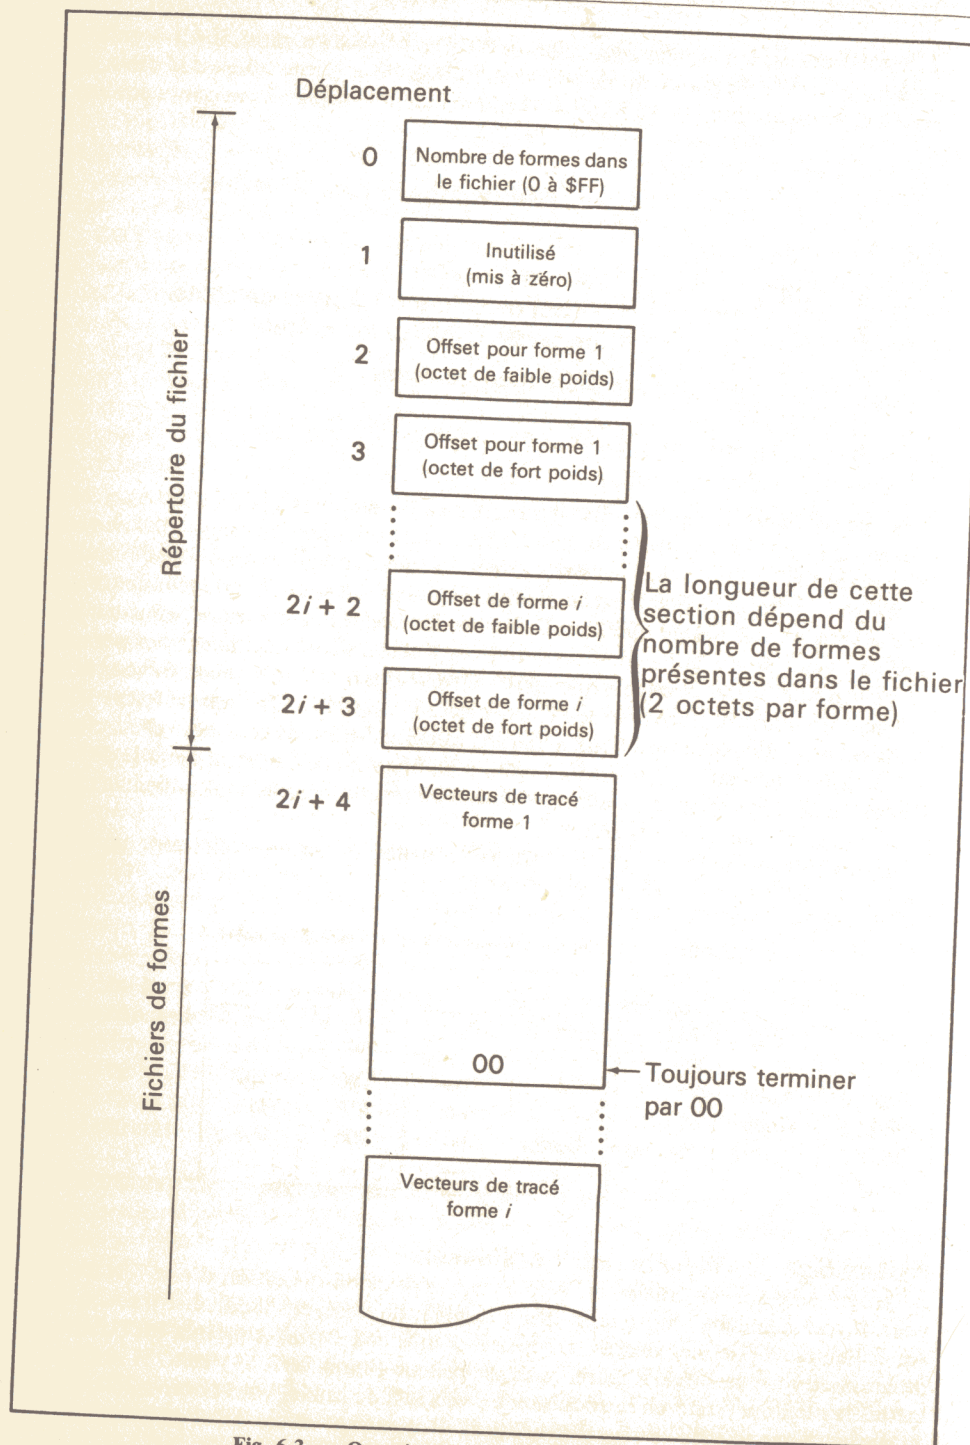 Déplacement
0
Nombre de formes dans
le fichier (0 à $FF)
1
Inutilisé
(mis à zéro)
2
Offset pour forme 1
(octet de faible poids)
3
Offset pour forme 1
(octet de fort poids)
Répertoire du fichier
2i + 2
Offset de forme i
(octet de faible poids)
2i + 3
Offset de forme i
(octet de fort poids)
La longueur de cette
section dépend du
nombre de formes
présentes dans le fichier
(2 octets par forme)
2i + 4
Vecteurs de tracé
forme 1
00
Toujours terminer
par 00
Fichiers de formes
Vecteurs de tracé
forme i
Fig. 6-3